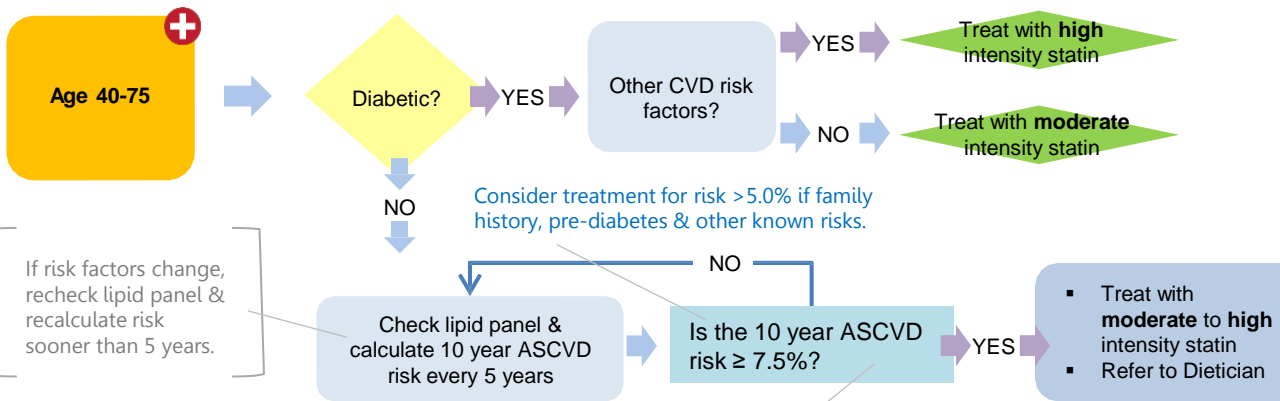 Age 40-75
Diabetic?
YES
Other CVD risk
factors?
YES
Treat with high
intensity statin
NO
Treat with moderate
intensity statin
NO
Consider treatment for risk >5.0% if family
history, pre-diabetes & other known risks.
If risk factors change,
recheck lipid panel &
recalculate risk
sooner than 5 years.
NO
Check lipid panel &
calculate 10 year ASCVD
risk every 5 years
Is the 10 year ASCVD
risk ≥ 7.5%?
YES
▪ Treat with
moderate to high
intensity statin
▪ Refer to Dietician